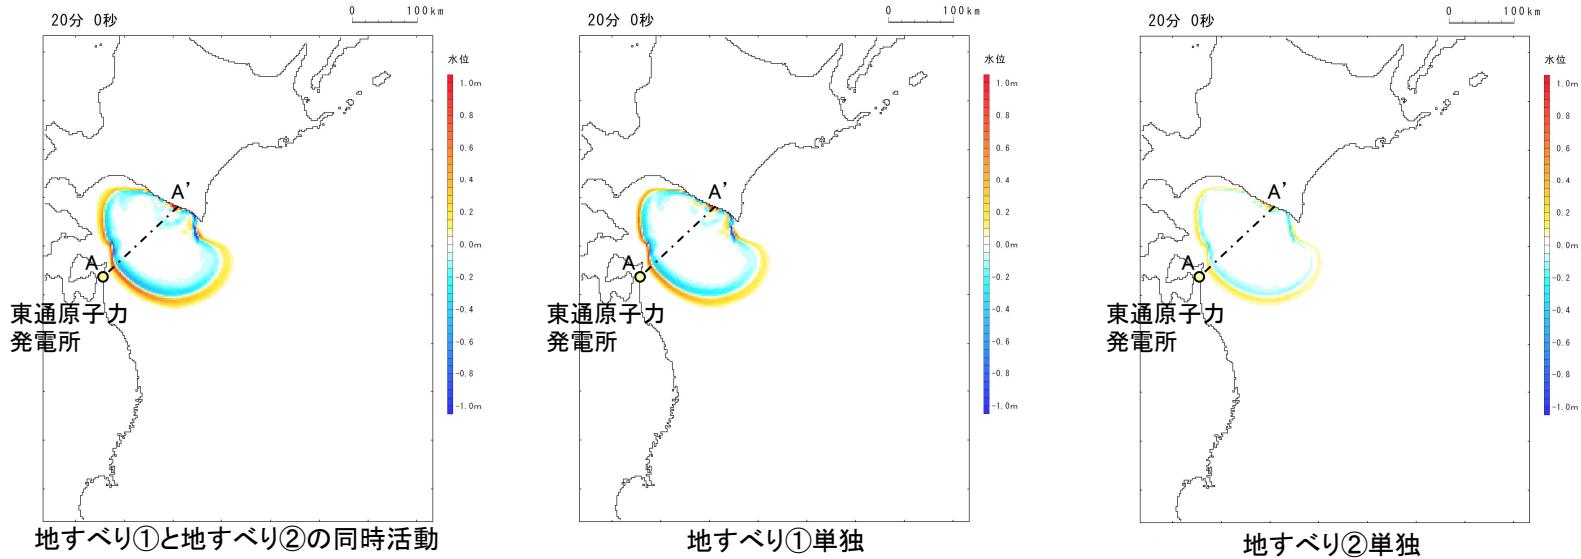 20分 0秒
0 100km
水位
1.0m
0.8
0.6
0.4
0.2
0.0m
-0.2
-0.4
-0.6
-0.8
-1.0m
A'
A
東通原子力
発電所
地すべり①と地すべり②の同時活動
20分 0秒
0 100km
水位
1.0m
0.8
0.6
0.4
0.2
0.0m
-0.2
-0.4
-0.6
-0.8
-1.0m
A'
A
東通原子力
発電所
地すべり①単独
20分 0秒
0 100km
水位
1.0m
0.8
0.6
0.4
0.2
0.0m
-0.2
-0.4
-0.6
-0.8
-1.0m
A'
A
東通原子力
発電所
地すべり②単独